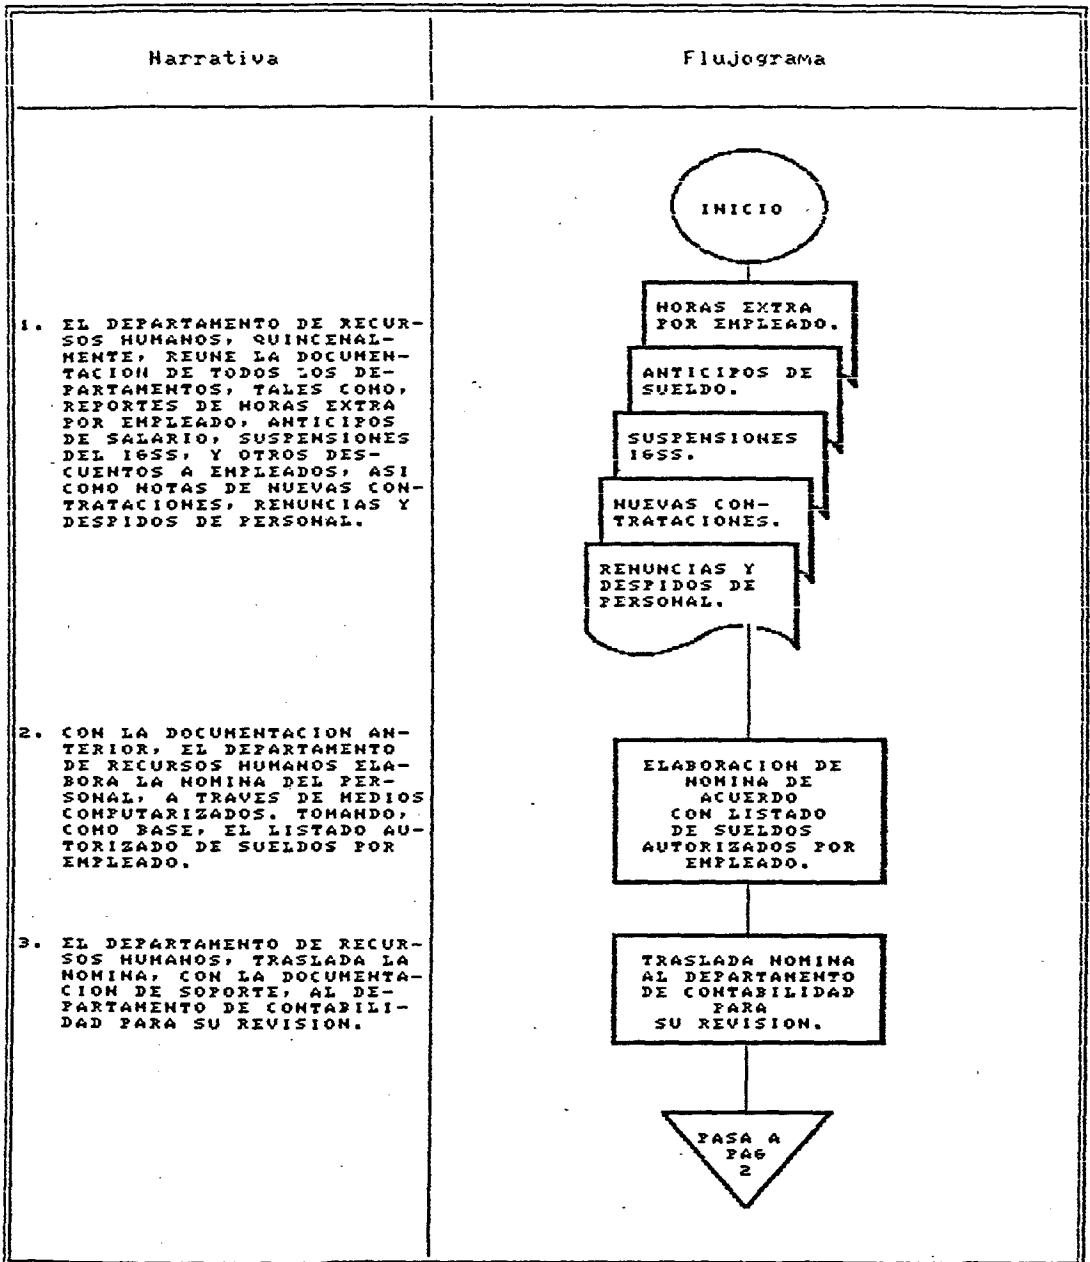 Narrativa
Flujograma
INICIO
HORAS EXTRA
POR EMPLEADO.
ANTICIPOS DE
SUELDO.
SUSPENSIONES
IGSS.
NUEVAS CON-
TRATACIONES.
RENUNCIAS Y
DESPIDOS DE
PERSONAL.
1. EL DEPARTAMENTO DE RECUR-
SOS HUMANOS, QUINCENAL-
MENTE, REUNE LA DOCUMEN-
TACION DE TODOS LOS DE-
PARTAMENTOS, TALES COMO,
REPORTES DE HORAS EXTRA
POR EMPLEADO, ANTICIPOS
DE SALARIO, SUSPENSIONES
DEL IGSS, Y OTROS DES-
CUENTOS A EMPLEADOS, ASI
COMO NOTAS DE NUEVAS CON-
TRATACIONES, RENUNCIAS Y
DESPIDOS DE PERSONAL.
2. CON LA DOCUMENTACION AN-
TERIOR, EL DEPARTAMENTO
DE RECURSOS HUMANOS ELA-
BORA LA NOMINA DEL PER-
SONAL, A TRAVES DE MEDIOS
COMPUTARIZADOS. TOMANDO,
COMO BASE, EL LISTADO AU-
TORIZADO DE SUELDOS POR
EMPLEADO.
ELABORACION DE
NOMINA DE
ACUERDO
CON LISTADO
DE SUELDOS
AUTORIZADOS POR
EMPLEADO.
3. EL DEPARTAMENTO DE RECUR-
SOS HUMANOS, TRASLADA LA
NOMINA, CON LA DOCUMENTA-
CION DE SOPORTE, AL DE-
PARTAMENTO DE CONTABILI-
DAD PARA SU REVISION.
TRASLADA NOMINA
AL DEPARTAMENTO
DE CONTABILIDAD
PARA
SU REVISION.
PASA A
PAG
2